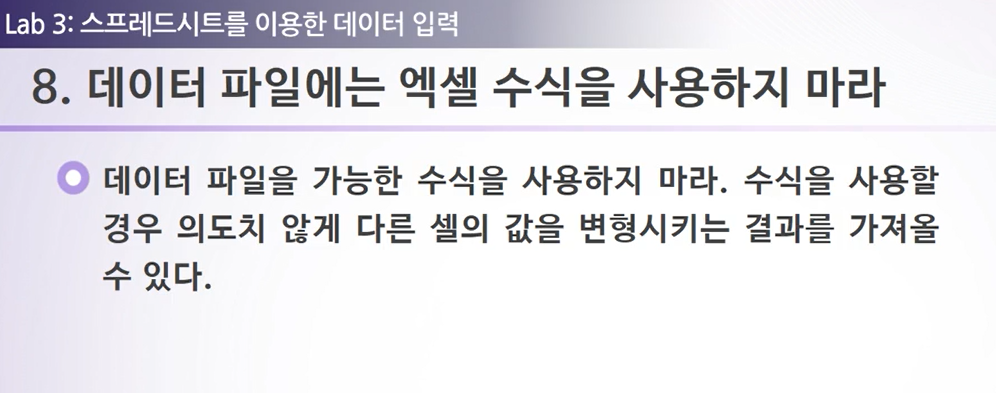 Lab 3: 스프레드시트를 이용한 데이터 입력
8. 데이터 파일에는 엑셀 수식을 사용하지 마라
데이터 파일을 가능한 수식을 사용하지 마라. 수식을 사용할
경우 의도치 않게 다른 셀의 값을 변형시키는 결과를 가져올
수 있다.